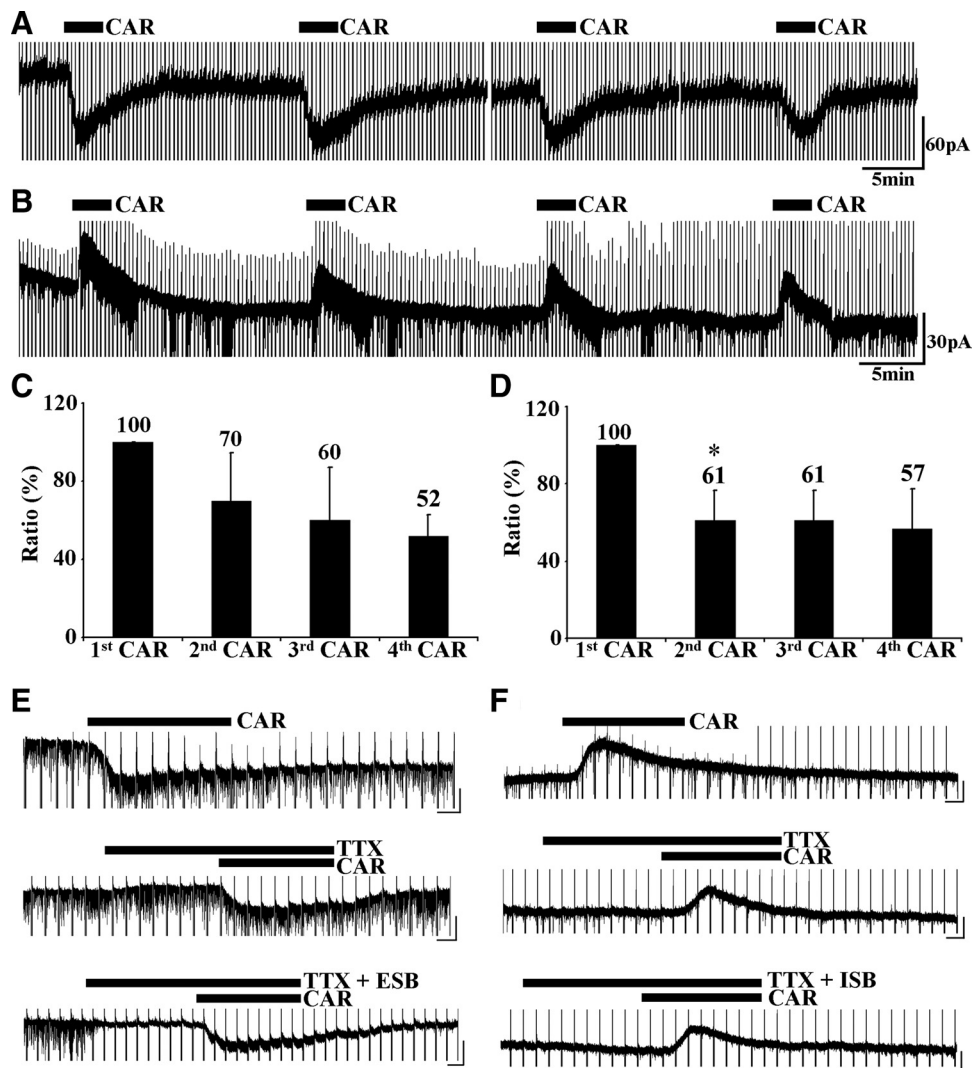 A
CAR CAR CAR CAR
60pA
5min
B
CAR CAR CAR CAR
30pA
5min
C
120
100
80
70
60
52
40
0
Ratio (%)
1st CAR 2nd CAR 3rd CAR 4th CAR
D
120
100
*
80
61 61 57
40
0
Ratio (%)
1st CAR 2nd CAR 3rd CAR 4th CAR
E
CAR
TTX
CAR
TTX + ESB
CAR
F
CAR
TTX
CAR
TTX + ISB
CAR